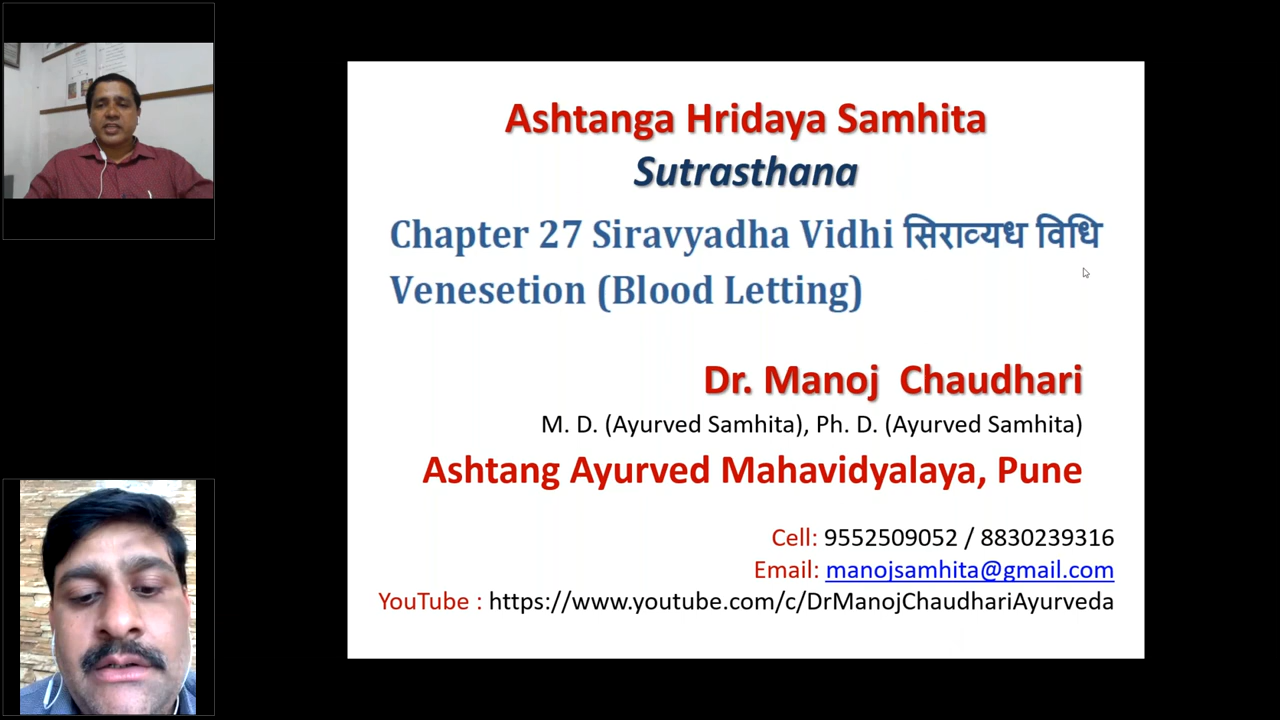 Ashtanga Hridaya Samhita
Sutrasthana
Chapter 27 Siravyadha Vidhi सिराव्यध विधि
Venesetion (Blood Letting)
Dr. Manoj Chaudhari
M. D. (Ayurved Samhita), Ph. D. (Ayurved Samhita)
Ashtang Ayurved Mahavidyalaya, Pune
Cell: 9552509052 / 8830239316
Email: manojsamhita@gmail.com
YouTube : https://www.youtube.com/c/DrManojChaudhariAyurveda